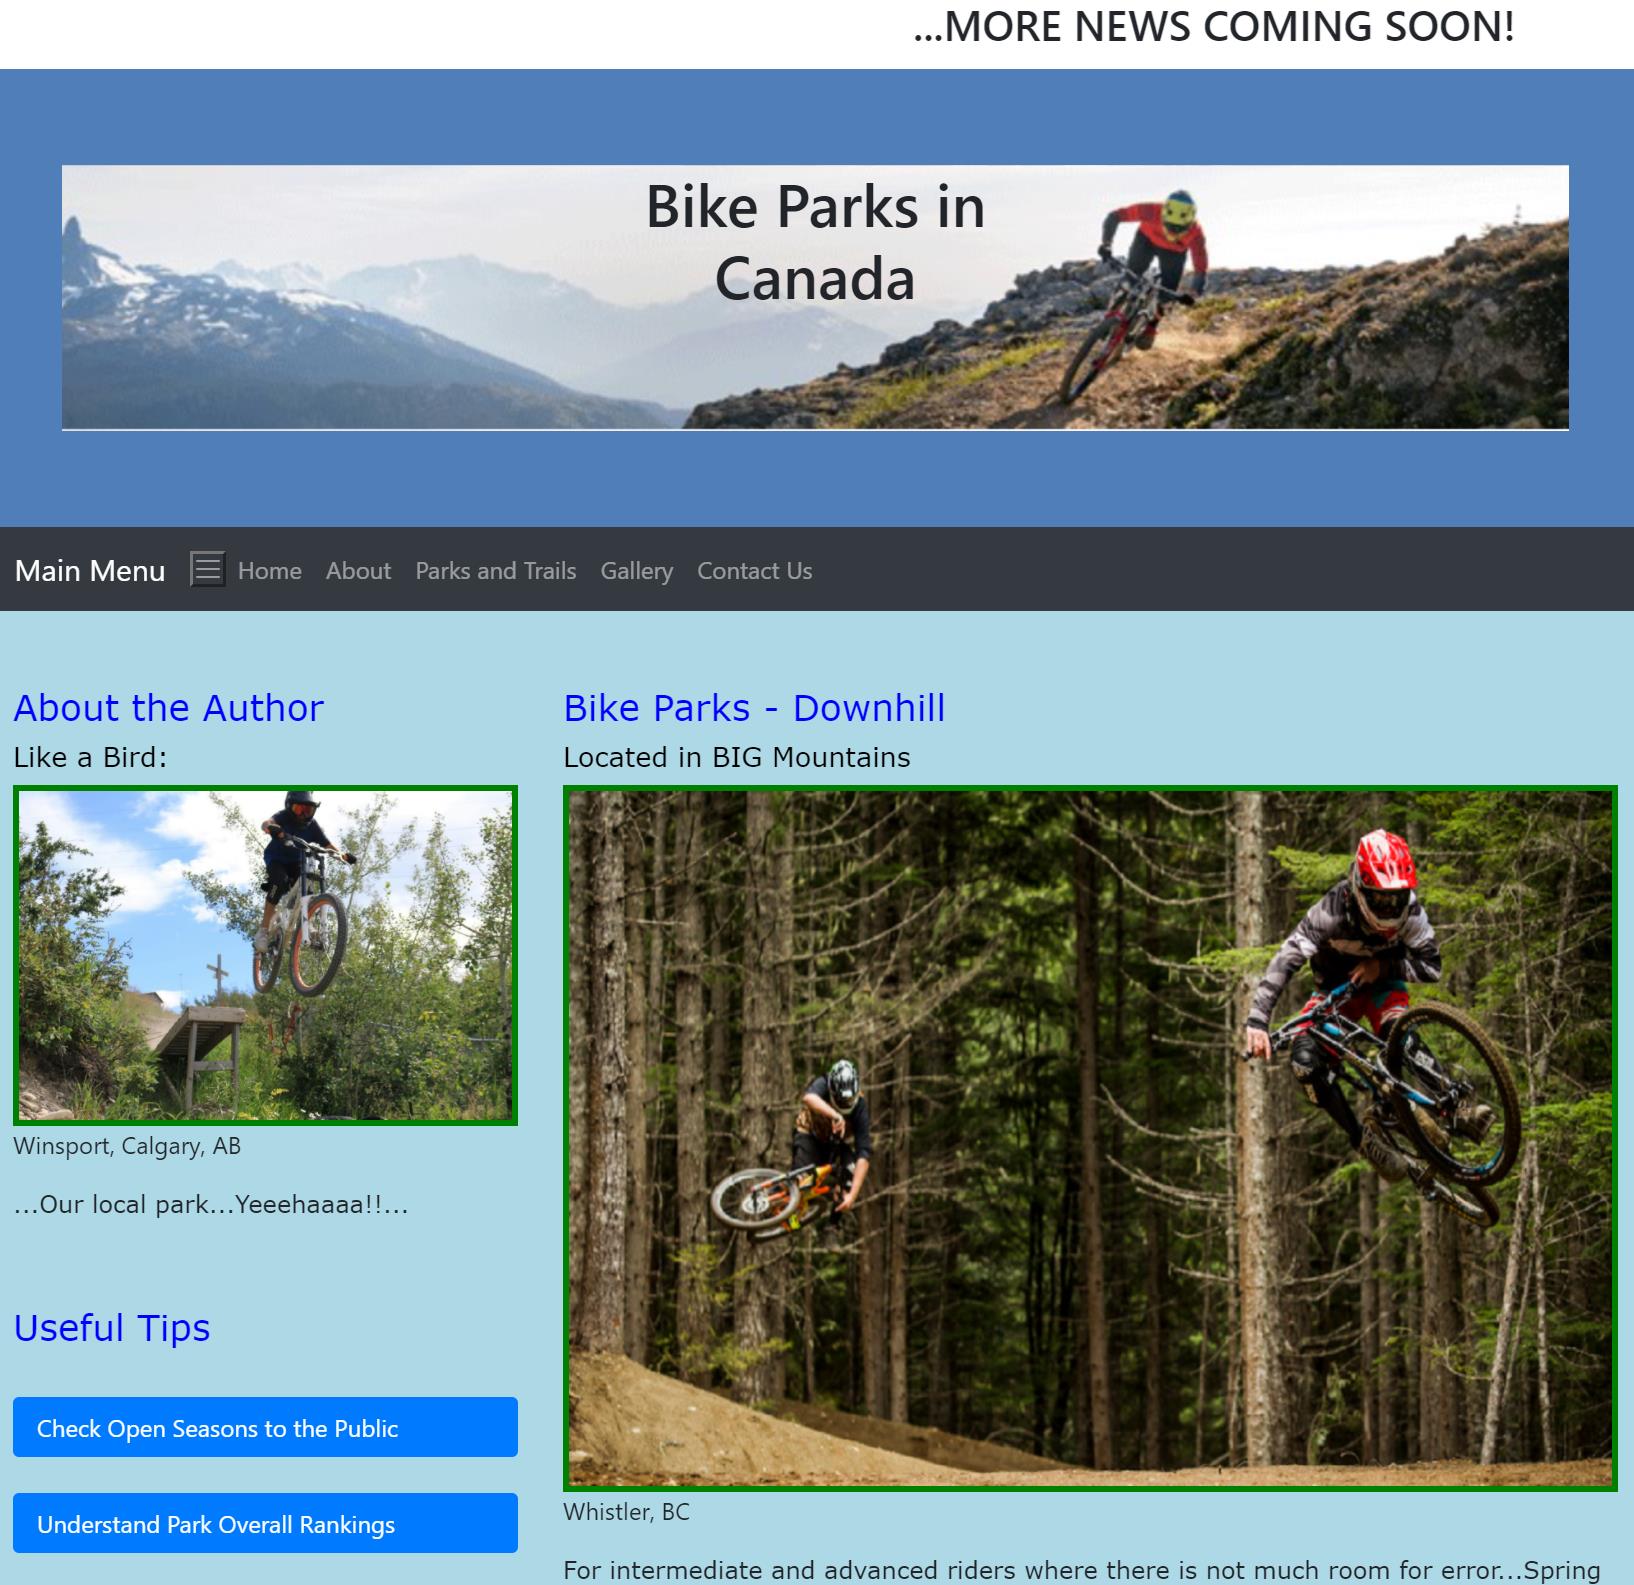 ...MORE NEWS COMING SOON!
Bike Parks in
Canada
Main Menu Home About Parks and Trails Gallery Contact Us
About the Author
Like a Bird:
Winsport, Calgary, AB
...Our local park...Yeeehaaaa!!...
Useful Tips
Check Open Seasons to the Public
Understand Park Overall Rankings
Bike Parks - Downhill
Located in BIG Mountains
Whistler, BC
For intermediate and advanced riders where there is not much room for error...Spring